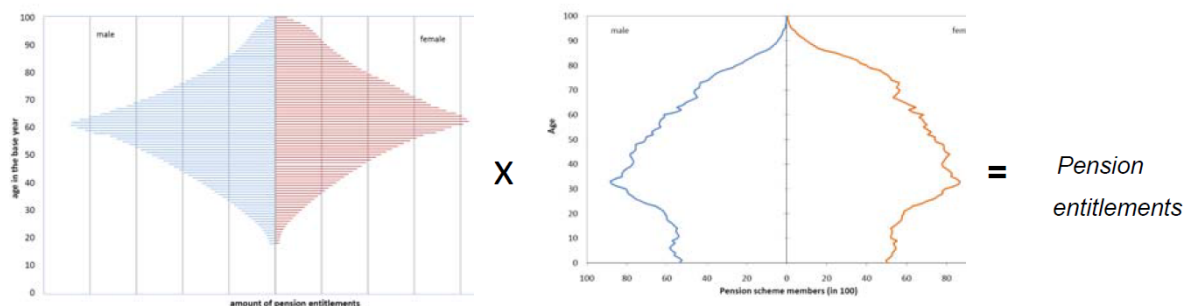 100
90
80
70
60
50
40
30
20
10
0
age in the base year
male
female
amount of pension entitlements
X
100
90
80
70
60
50
40
30
20
10
0
Age
male
fem
100 80 60 40 20 0 20 40 60 80
Pension scheme members (in 100)
=
Pension
entitlements